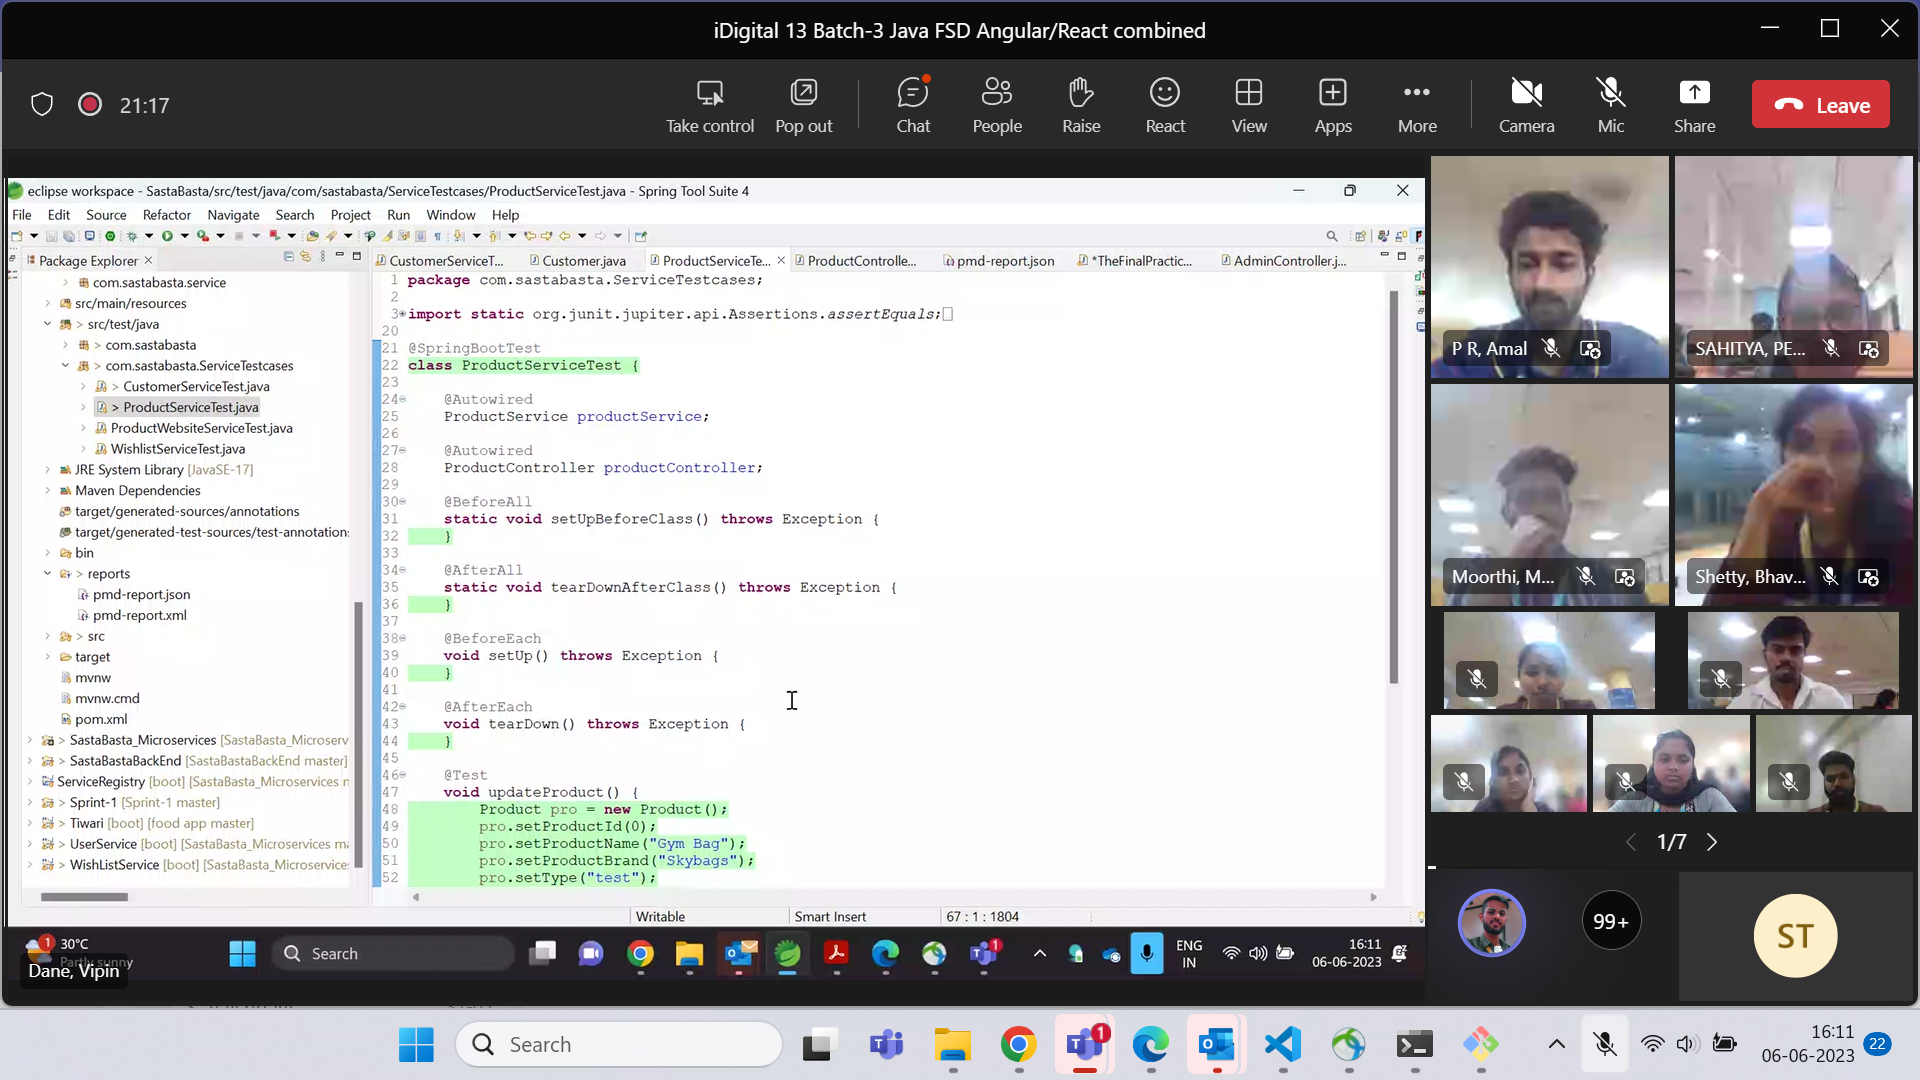 iDigital 13 Batch-3 Java FSD Angular/React combined
21:17
Take control
Pop out
Chat
People
Raise
React
View
Apps
More
Camera
Mic
Share
Leave
eclipse workspace - SastaBasta/src/test/java/com/sastabasta/ServiceTestcases/ProductServiceTest.java - Spring Tool Suite 4
File Edit Source Refactor Navigate Search Project Run Window Help
Package Explorer
CustomerServiceT...
Customer.java
ProductServiceTe...
ProductControlle...
pmd-report.json
*TheFinalPractic...
AdminController.j...
com.sastabasta.service
src/main/resources
> src/test/java
> com.sastabasta
> com.sastabasta.ServiceTestcases
> CustomerServiceTest.java
> ProductServiceTest.java
ProductWebsiteServiceTest.java
WishlistServiceTest.java
JRE System Library [JavaSE-17]
Maven Dependencies
target/generated-sources/annotations
target/generated-test-sources/test-annotation
bin
> reports
pmd-report.json
pmd-report.xml
> src
target
mvnw
mvnw.cmd
pom.xml
> SastaBasta_Microservices [SastaBasta_Microserv
> SastaBastaBackEnd [SastaBastaBackEnd master]
ServiceRegistry [boot] [SastaBasta_Microservices
> Sprint-1 [Sprint-1 master]
> Tiwari [boot] [food app master]
> UserService [boot] [SastaBasta_Microservices
> WishListService [boot] [SastaBasta_Microservice
1 package com.sastabasta.ServiceTestcases;
2
3 import static org.junit.jupiter.api.Assertions.assertEquals;
20
21 @SpringBootTest
22 class ProductServiceTest {
23
24 @Autowired
25 ProductService productService;
26
27 @Autowired
28 ProductController productController;
29
30 @BeforeAll
31 static void setUpBeforeClass() throws Exception {
32 }
33
34 @AfterAll
35 static void tearDownAfterClass() throws Exception {
36 }
37
38 @BeforeEach
39 void setUp() throws Exception {
40 }
41
42 @AfterEach
43 void tearDown() throws Exception {
44 }
45
46 @Test
47 void updateProduct() {
48 Product pro = new Product();
49 pro.setProductId(0);
50 pro.setProductName("Gym Bag");
51 pro.setProductBrand("Skybags");
52 pro.setType("test");
Writable
Smart Insert
67 : 1 : 1804
P R, Amal
SAHITYA, PE...
Moorthi, M...
Shetty, Bhav...
1/7
99+
ST
1
30°C
Partly sunny
Dane, Vipin
Search
1
ENG
IN
16:11
06-06-2023
Search
1
16:11
06-06-2023
22